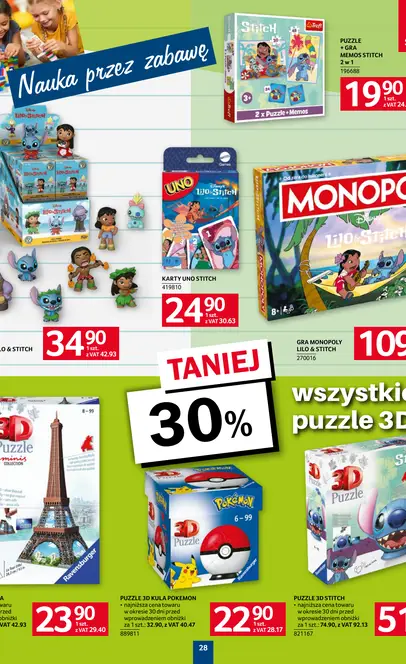 Nauka przez zabawę
Stitch
Trefl
3+
2 x Puzzle+Memos
PUZZLE
+ GRA
MEMOS STITCH
2 w 1
196688
19 90
1 szt.
z VAT 24.
Disney
UNO
Disney
Lilo & Stitch
KARTY UNO STITCH
419810
24 90
1 szt.
z VAT 30.63
MONOPO
Disney
Lilo & Stitch
8+
GRA MONOPOLY
LILO & STITCH
270016
109
LO & STITCH
34 90
1 szt.
z VAT 42.93
TANIEJ
30%
wszystkie
puzzle 3D
3D
Puzzle
minis
COLLECTION
8 – 99
Ravensburger
Pokémon
6 – 99
3D
Puzzle
Ravensburger
3D
Puzzle
Stitch
A
waru
przed
wprowadzeniem
VAT 42.93
23 90
1 szt.
z VAT 29.40
PUZZLE 3D KULA POKEMON
• najniższa cena towaru
w okresie 30 dni przed
wprowadzeniem obniżki
1 szt.: 32.90, z VAT 40.47
889811
22 90
1 szt.
z VAT 28.17
PUZZLE 3D STITCH
• najniższa cena towaru
w okresie 30 dni przed
wprowadzeniem obniżki
1 szt.: 74.90, z VAT 92.13
821167
51
28